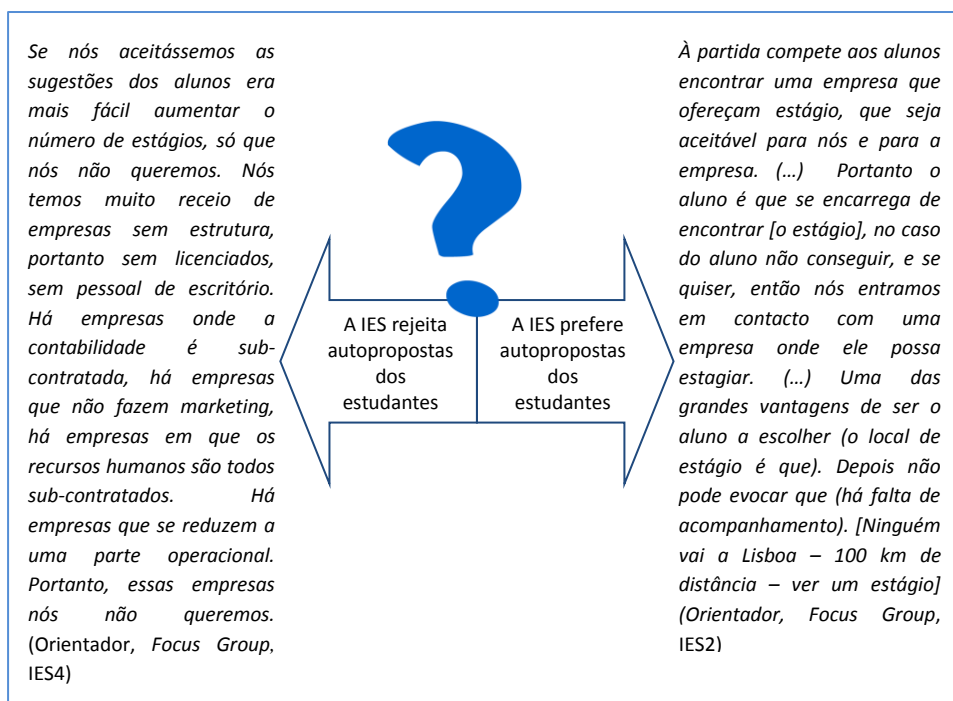 Se nós aceitássemos as
sugestões dos alunos era
mais fácil aumentar o
número de estágios, só que
nós não queremos. Nós
temos muito receio de
empresas sem estrutura,
portanto sem licenciados,
sem pessoal de escritório.
Há empresas onde a
contabilidade é sub-
contratada, há empresas
que não fazem marketing,
há empresas em que os
recursos humanos são todos
sub-contratados. Há
empresas que se reduzem a
uma parte operacional.
Portanto, essas empresas
nós não queremos.
(Orientador, Focus Group,
IES4)
?
A IES rejeita
autopropostas
dos
estudantes
A IES prefere
autopropostas
dos
estudantes
À partida compete aos alunos
encontrar uma empresa que
ofereçam estágio, que seja
aceitável para nós e para a
empresa. (…) Portanto o
aluno é que se encarrega de
encontrar [o estágio], no caso
do aluno não conseguir, e se
quiser, então nós entramos
em contacto com uma
empresa onde ele possa
estagiar. (…) Uma das
grandes vantagens de ser o
aluno a escolher (o local de
estágio é que). Depois não
pode evocar que (há falta de
acompanhamento). [Ninguém
vai a Lisboa – 100 km de
distância – ver um estágio]
(Orientador, Focus Group,
IES2)